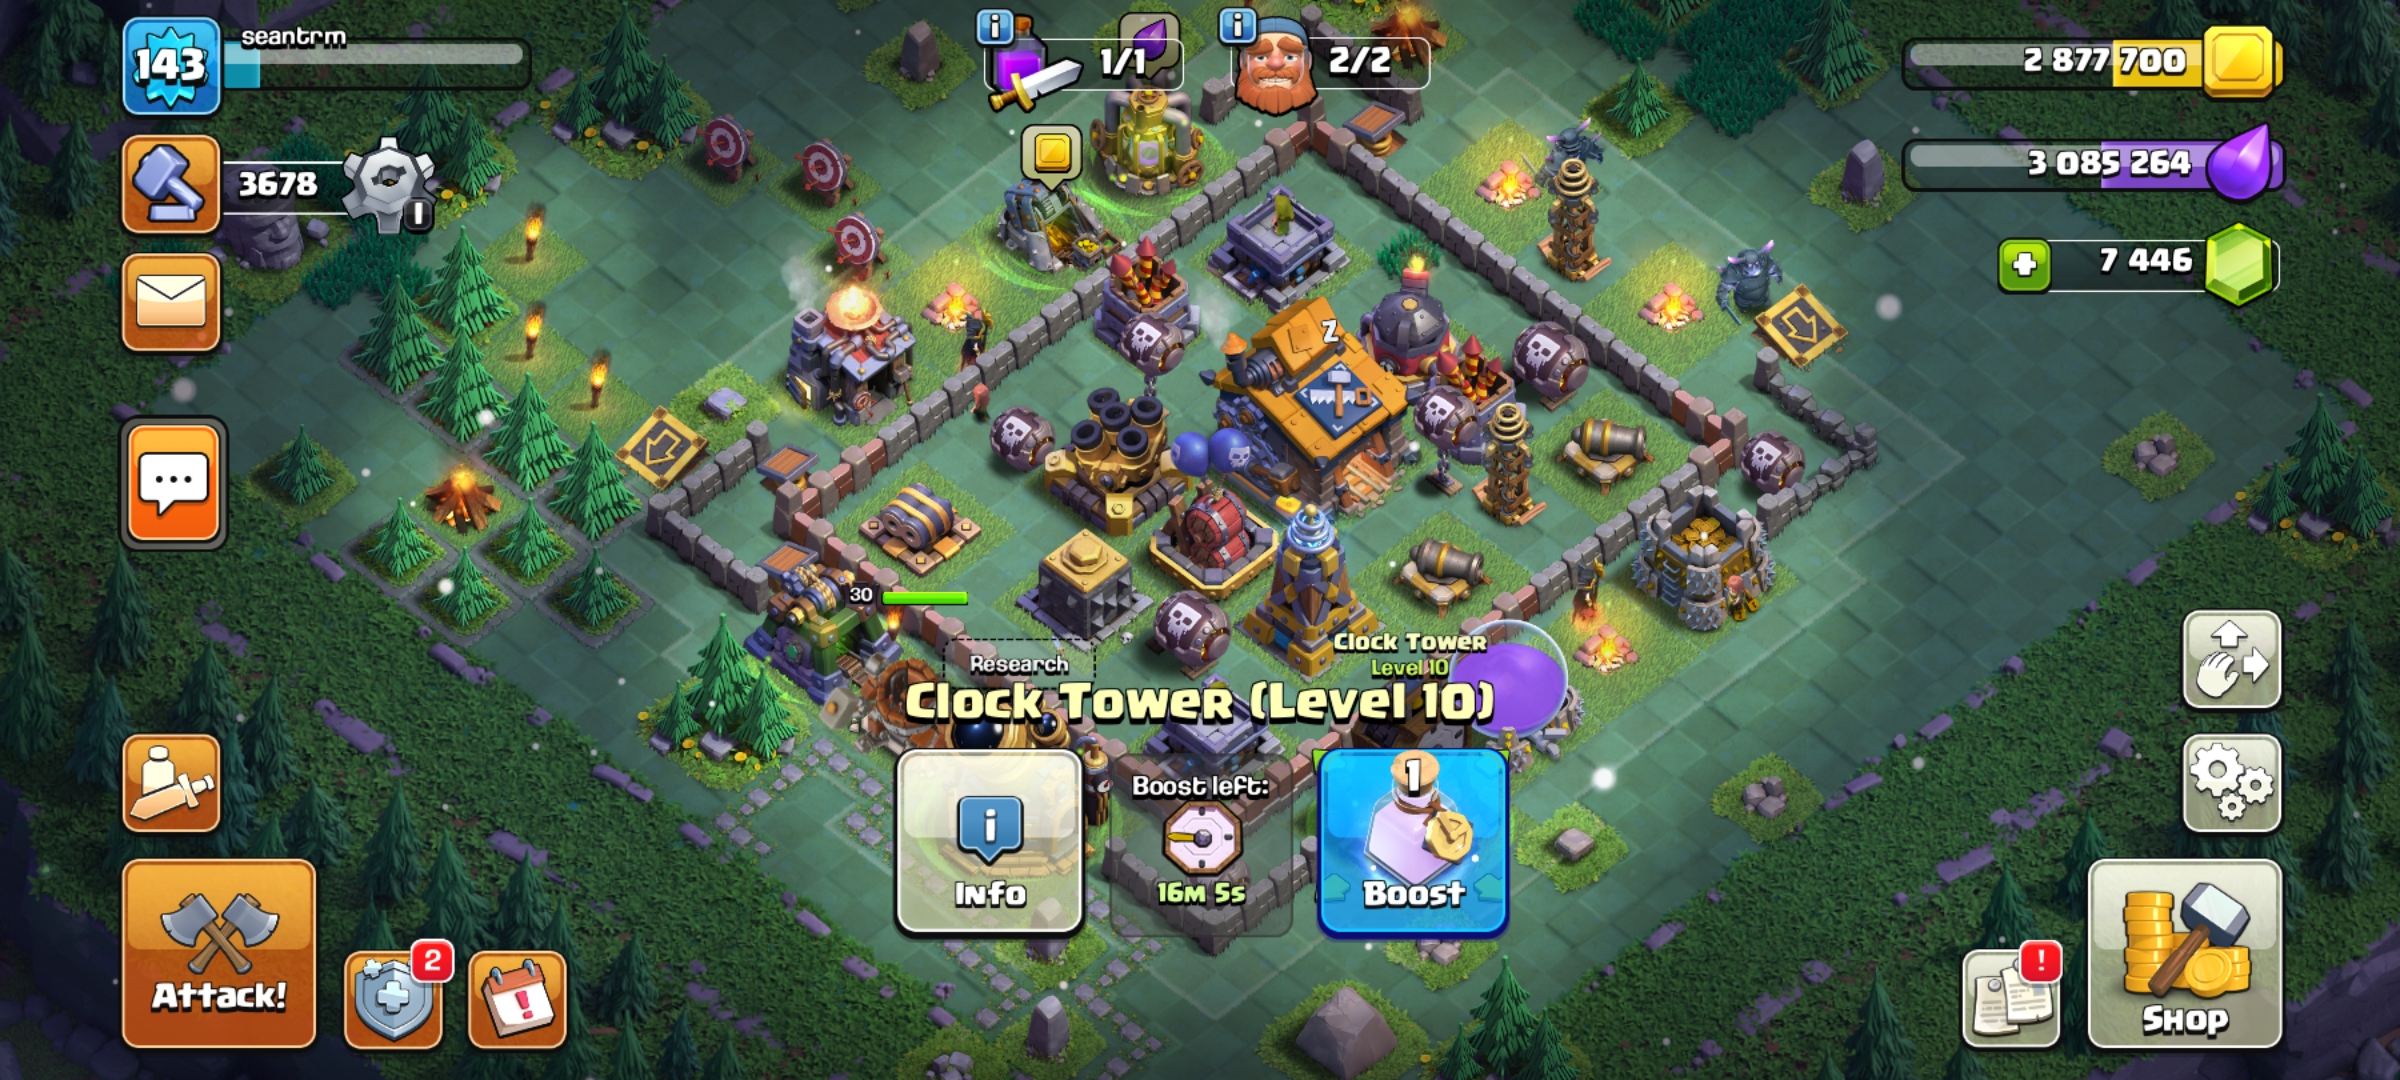 143
seantrm
1/1
2/2
2 877 700
3678
I
3 085 264
7 446
Z
30
Research
Clock Tower
Level 10
Clock Tower (Level 10)
Info
Boost left:
16m 5s
1
Boost
Attack!
2
!
Shop